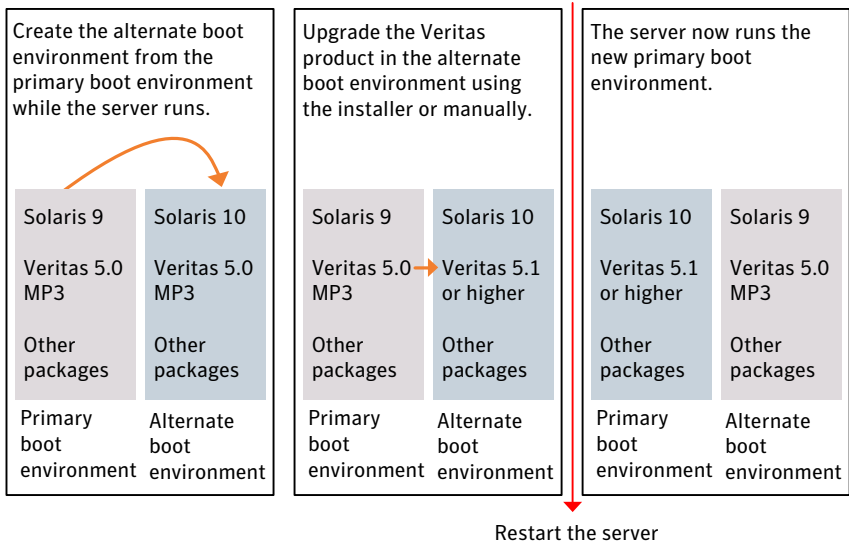 Create the alternate boot
environment from the
primary boot environment
while the server runs.
Solaris 9
Veritas 5.0
MP3
Other
packages
Primary
boot
environment
Solaris 10
Veritas 5.0
MP3
Other
packages
Alternate
boot
environment
Upgrade the Veritas
product in the alternate
boot environment using
the installer or manually.
Solaris 9
Veritas 5.0
MP3
Other
packages
Primary
boot
environment
Solaris 10
Veritas 5.1
or higher
Other
packages
Alternate
boot
environment
The server now runs the
new primary boot
environment.
Solaris 10
Veritas 5.1
or higher
Other
packages
Primary
boot
environment
Solaris 9
Veritas 5.0
MP3
Other
packages
Alternate
boot
environment
Restart the server